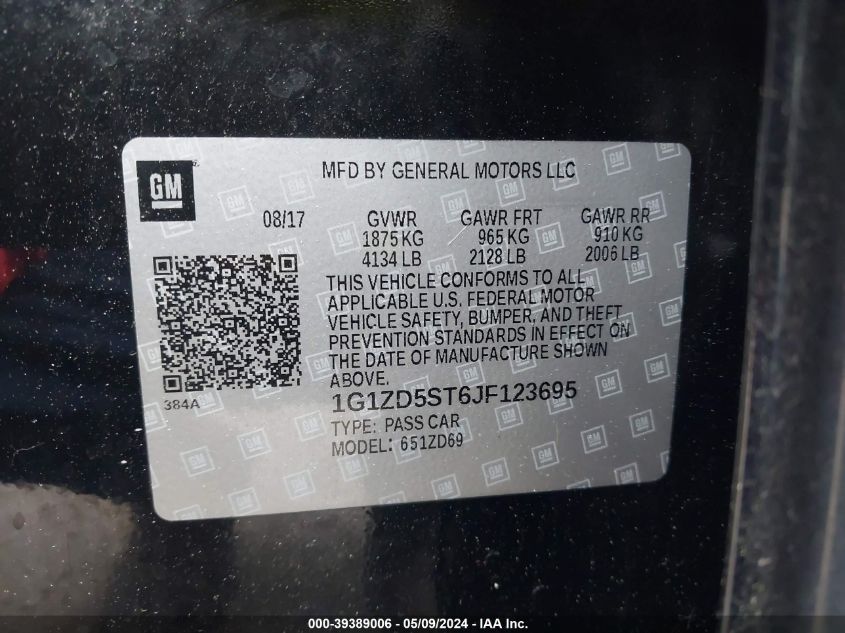 GM
MFD BY GENERAL MOTORS LLC
08/17 GVWR GAWR FRT GAWR RR
1875 KG 965 KG 910 KG
4134 LB 2128 LB 2006 LB
THIS VEHICLE CONFORMS TO ALL
APPLICABLE U.S. FEDERAL MOTOR
VEHICLE SAFETY, BUMPER, AND THEFT
PREVENTION STANDARDS IN EFFECT ON
THE DATE OF MANUFACTURE SHOWN
ABOVE.
384A
1G1ZD5ST6JF123695
TYPE: PASS CAR
MODEL: 651ZD69
000-39389006 - 05/09/2024 - IAA Inc.